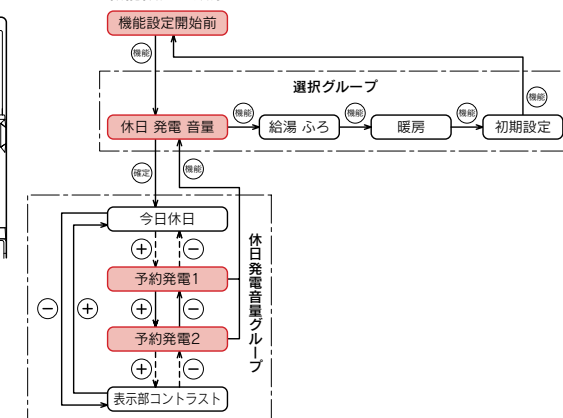 機能設定開始前
機能
選択グループ
機能
休日 発電 音量
機能
給湯 ふろ
機能
暖房
機能
初期設定
確定
機能
今日休日
＋
－
休日発電音量グループ
予約発電1
－
＋
＋
－
予約発電2
＋
－
表示部コントラスト